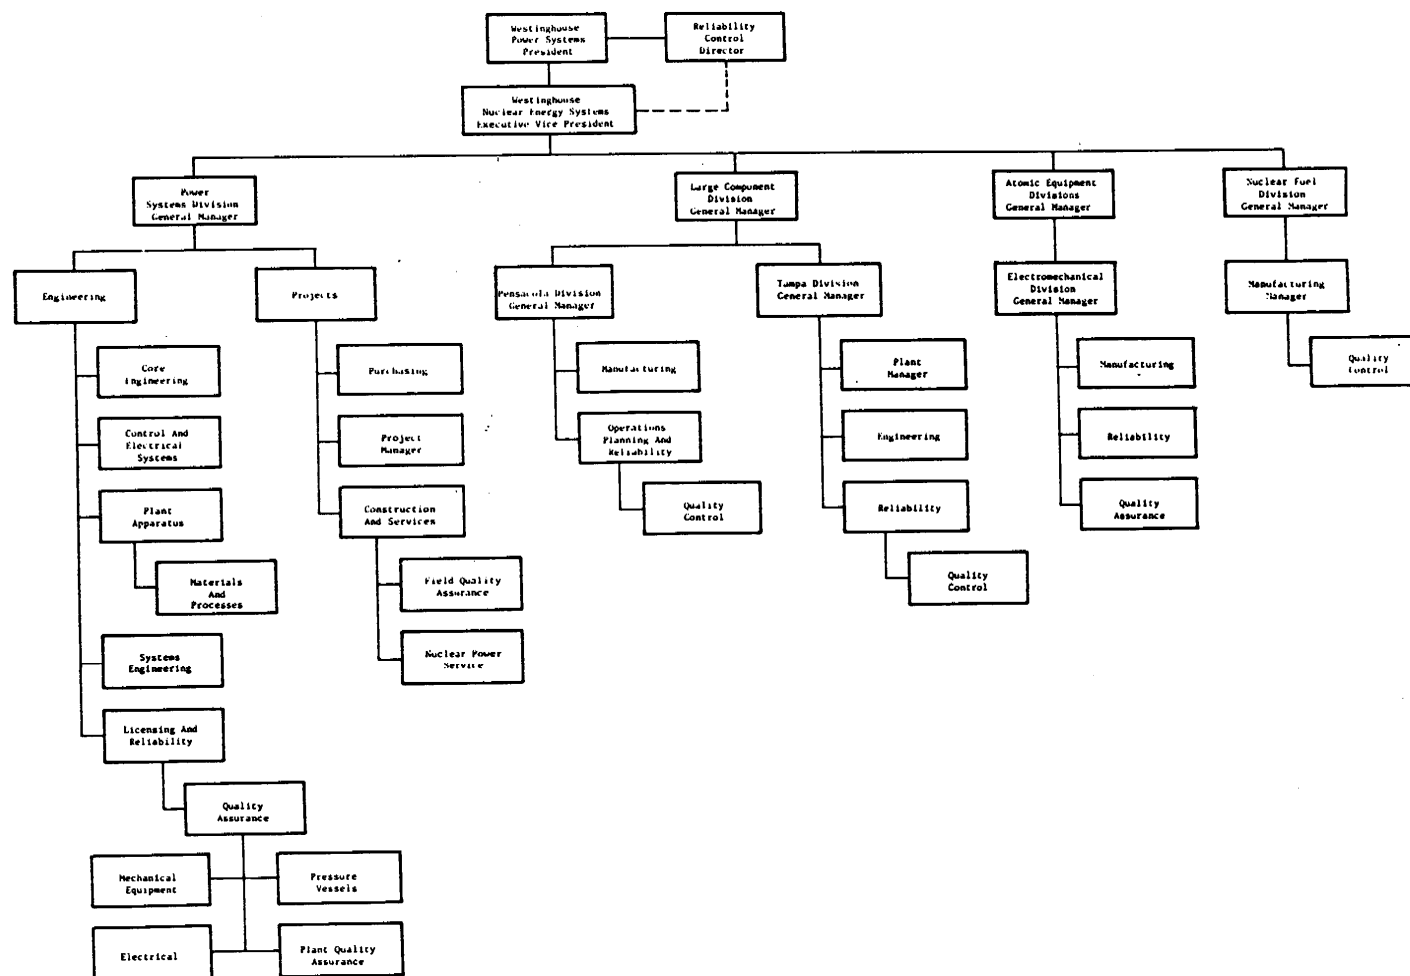 Westinghouse
Power Systems
President
Reliability
Control
Director
Westinghouse
Nuclear Energy Systems
Executive Vice President
Power
Systems Division
General Manager
Large Component
Division
General Manager
Atomic Equipment
Divisions
General Manager
Nuclear Fuel
Division
General Manager
Engineering
Projects
Pensacola Division
General Manager
Tampa Division
General Manager
Electromechanical
Division
General Manager
Manufacturing
Manager
Core
Engineering
Purchasing
Manufacturing
Plant
Manager
Manufacturing
Quality
Control
Control And
Electrical
Systems
Project
Manager
Operations
Planning And
Reliability
Engineering
Reliability
Plant
Apparatus
Construction
And Services
Quality
Control
Reliability
Quality
Assurance
Materials
And
Processes
Field Quality
Assurance
Quality
Control
Systems
Engineering
Nuclear Power
Service
Licensing And
Reliability
Quality
Assurance
Mechanical
Equipment
Pressure
Vessels
Electrical
Plant Quality
Assurance